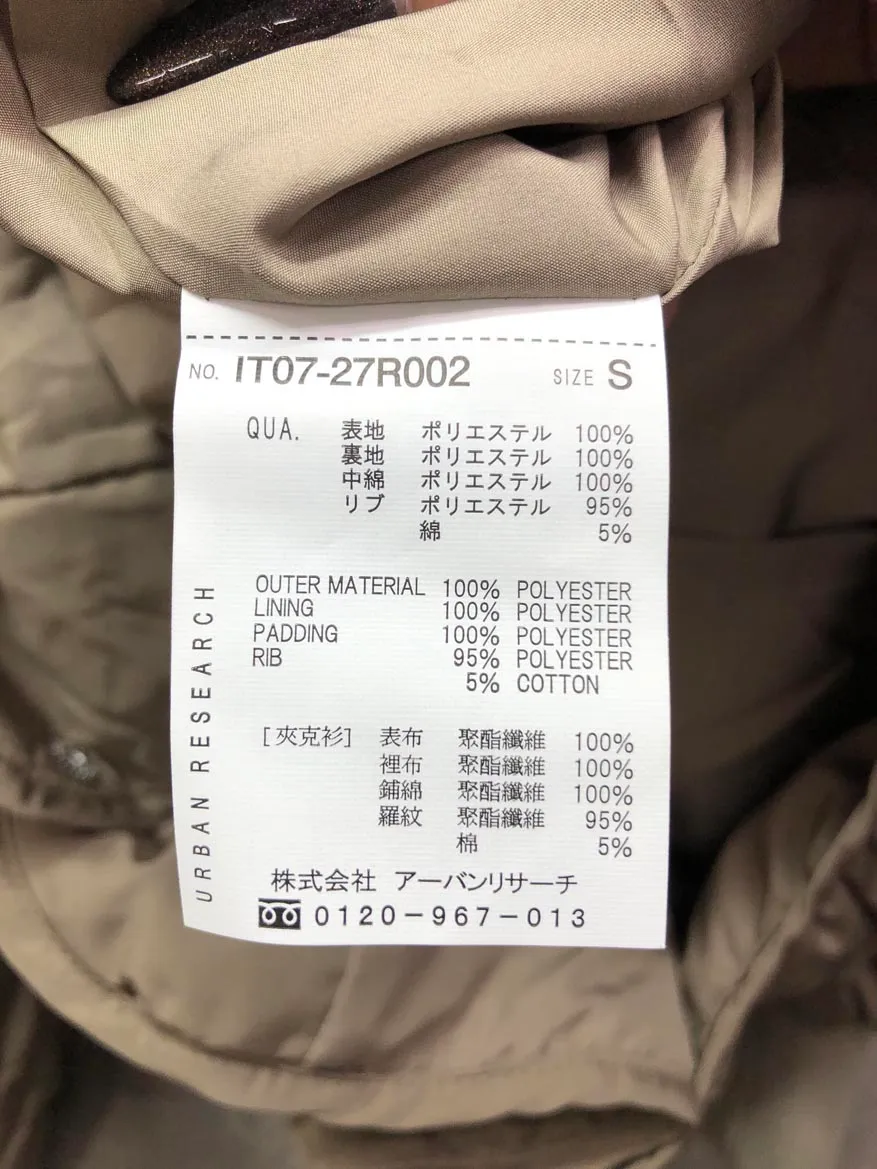 NO. IT07-27R002 SIZE S
QUA. 表地 ポリエステル 100%
裏地 ポリエステル 100%
中綿 ポリエステル 100%
リブ ポリエステル 95%
綿 5%
OUTER MATERIAL 100% POLYESTER
LINING 100% POLYESTER
PADDING 100% POLYESTER
RIB 95% POLYESTER
5% COTTON
[夾克衫] 表布 聚酯纖維 100%
裡布 聚酯纖維 100%
鋪綿 聚酯纖維 100%
羅紋 聚酯纖維 95%
棉 5%
株式会社 アーバンリサーチ
0120-967-013
URBAN RESEARCH